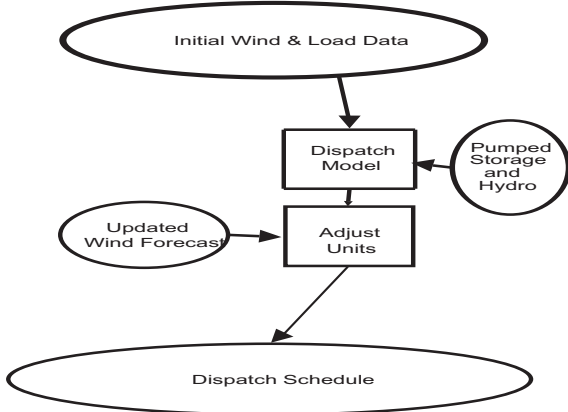 Initial Wind & Load Data
Dispatch
Model
Pumped
Storage
and
Hydro
Updated
Wind Forecast
Adjust
Units
Dispatch Schedule